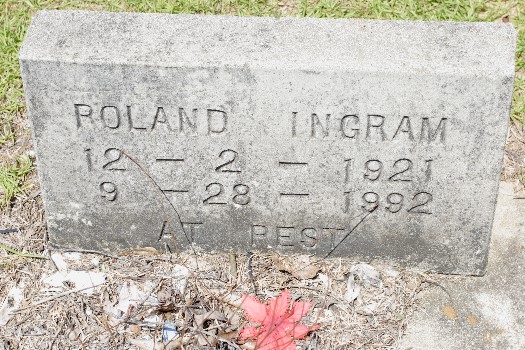 ROLAND INGRAM
12 - 2 - 1921
9 - 28 - 1992
AT REST